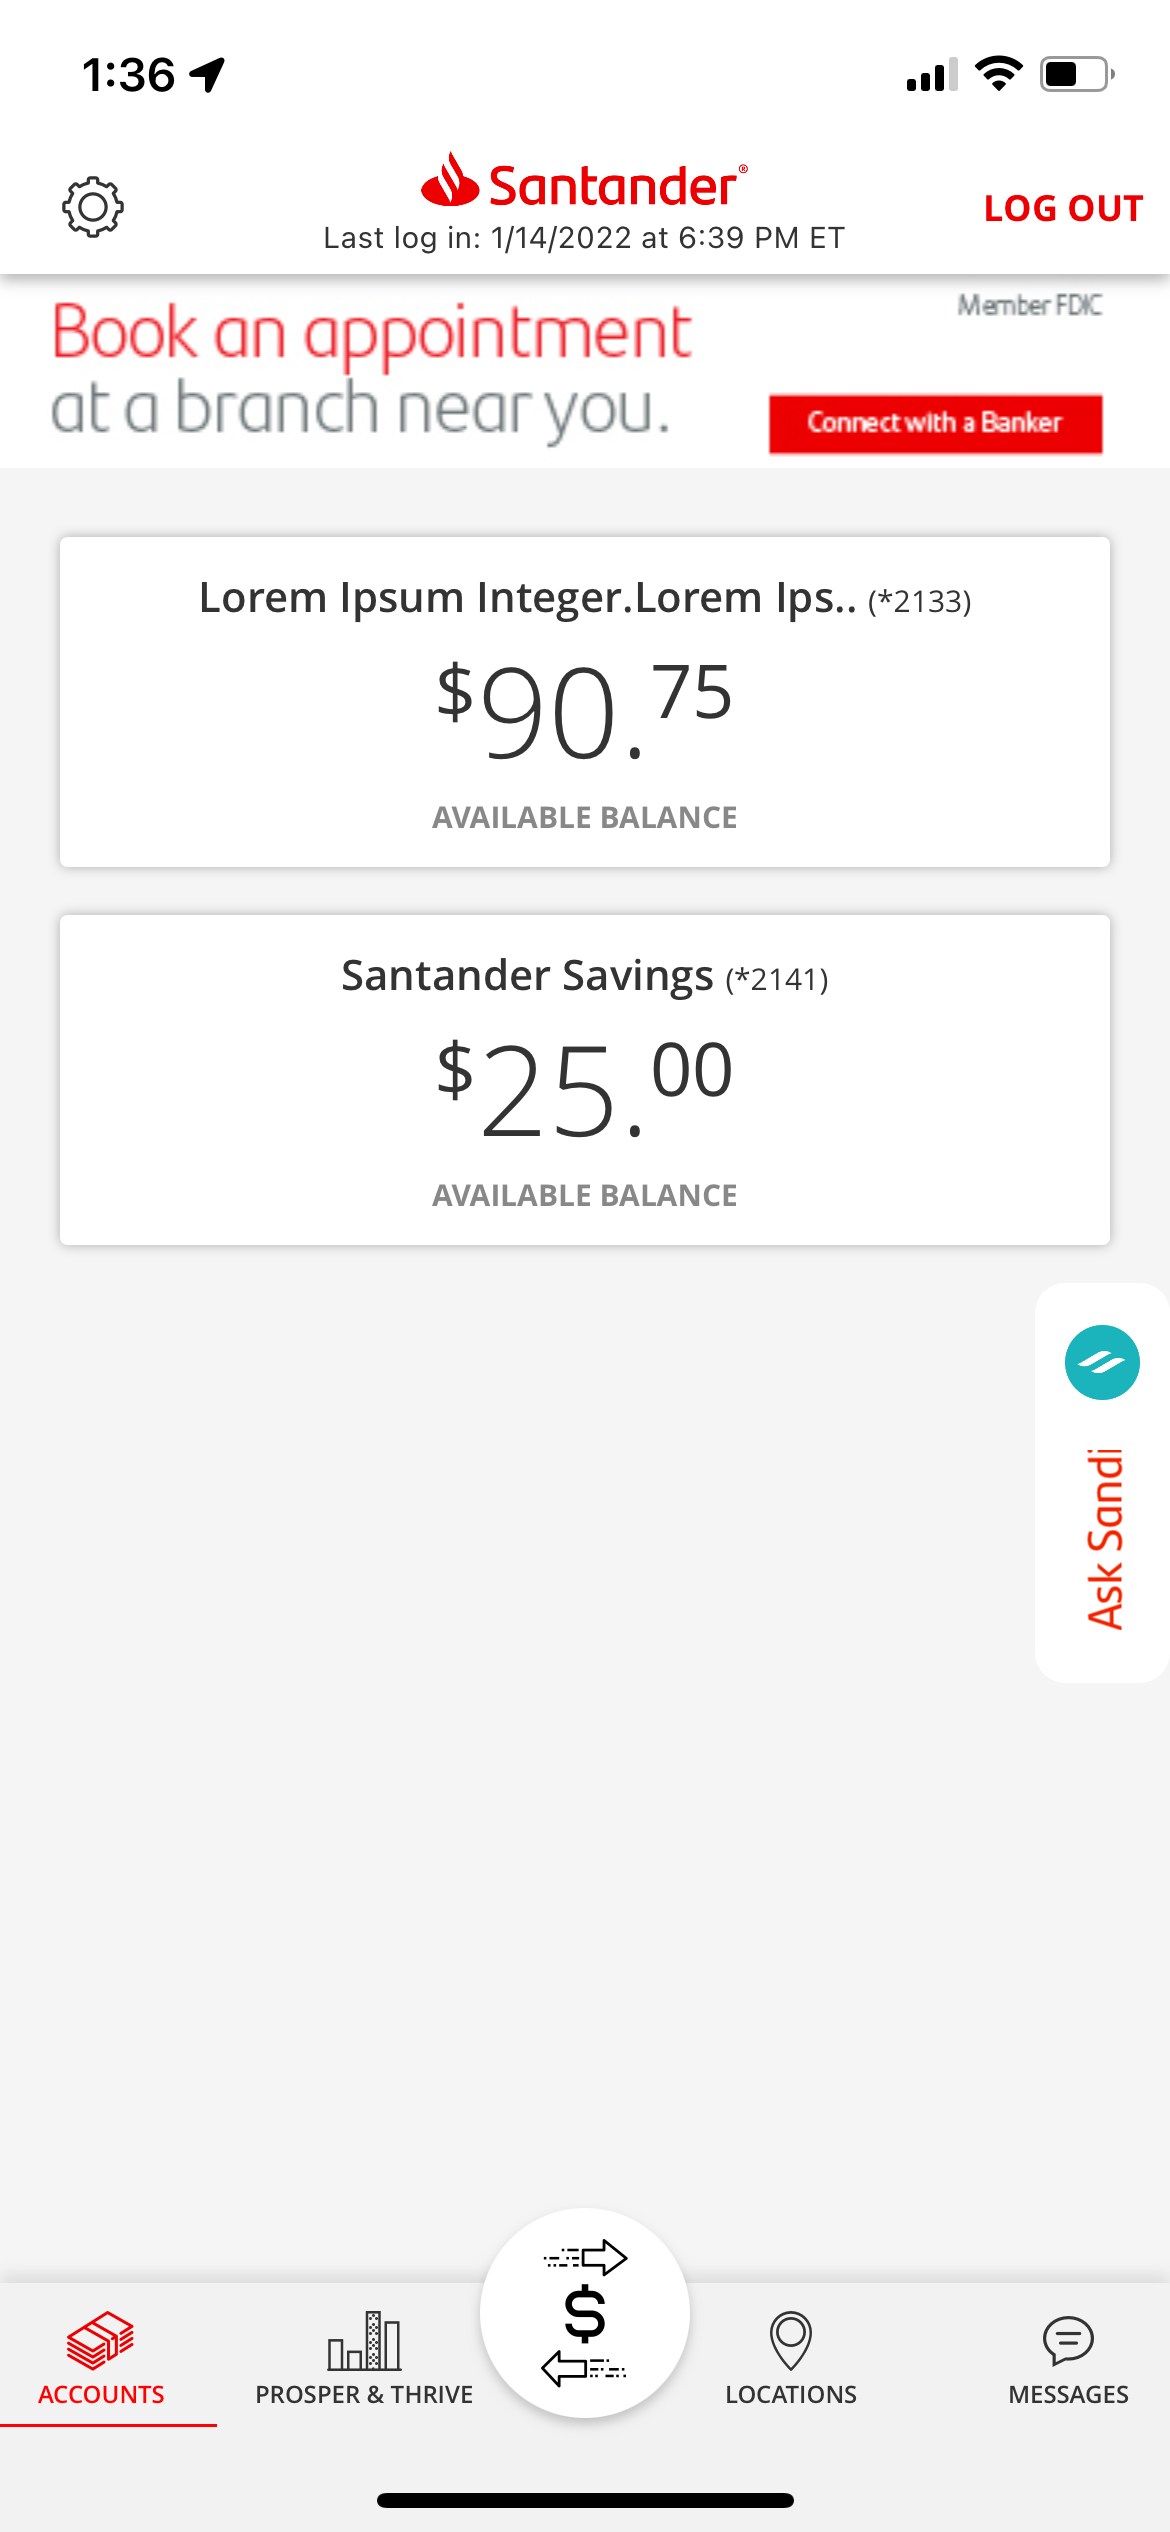 1:36
Santander®
LOG OUT
Last log in: 1/14/2022 at 6:39 PM ET
Book an appointment
at a branch near you.
Member FDIC
Connect with a Banker
Lorem Ipsum Integer.Lorem Ips.. (*2133)
$90.75
AVAILABLE BALANCE
Santander Savings (*2141)
$25.00
AVAILABLE BALANCE
Ask Sandi
$
ACCOUNTS
PROSPER & THRIVE
LOCATIONS
MESSAGES